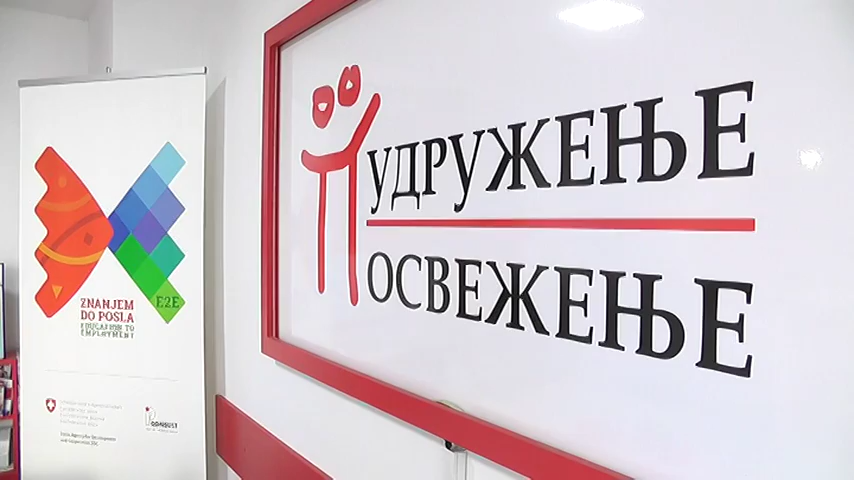 ZNANJEM
DO POSLA
EDUCATION TO
EMPLOYMENT
E2E
УДРУЖЕЊЕ
ОСВЕЖЕЊЕ